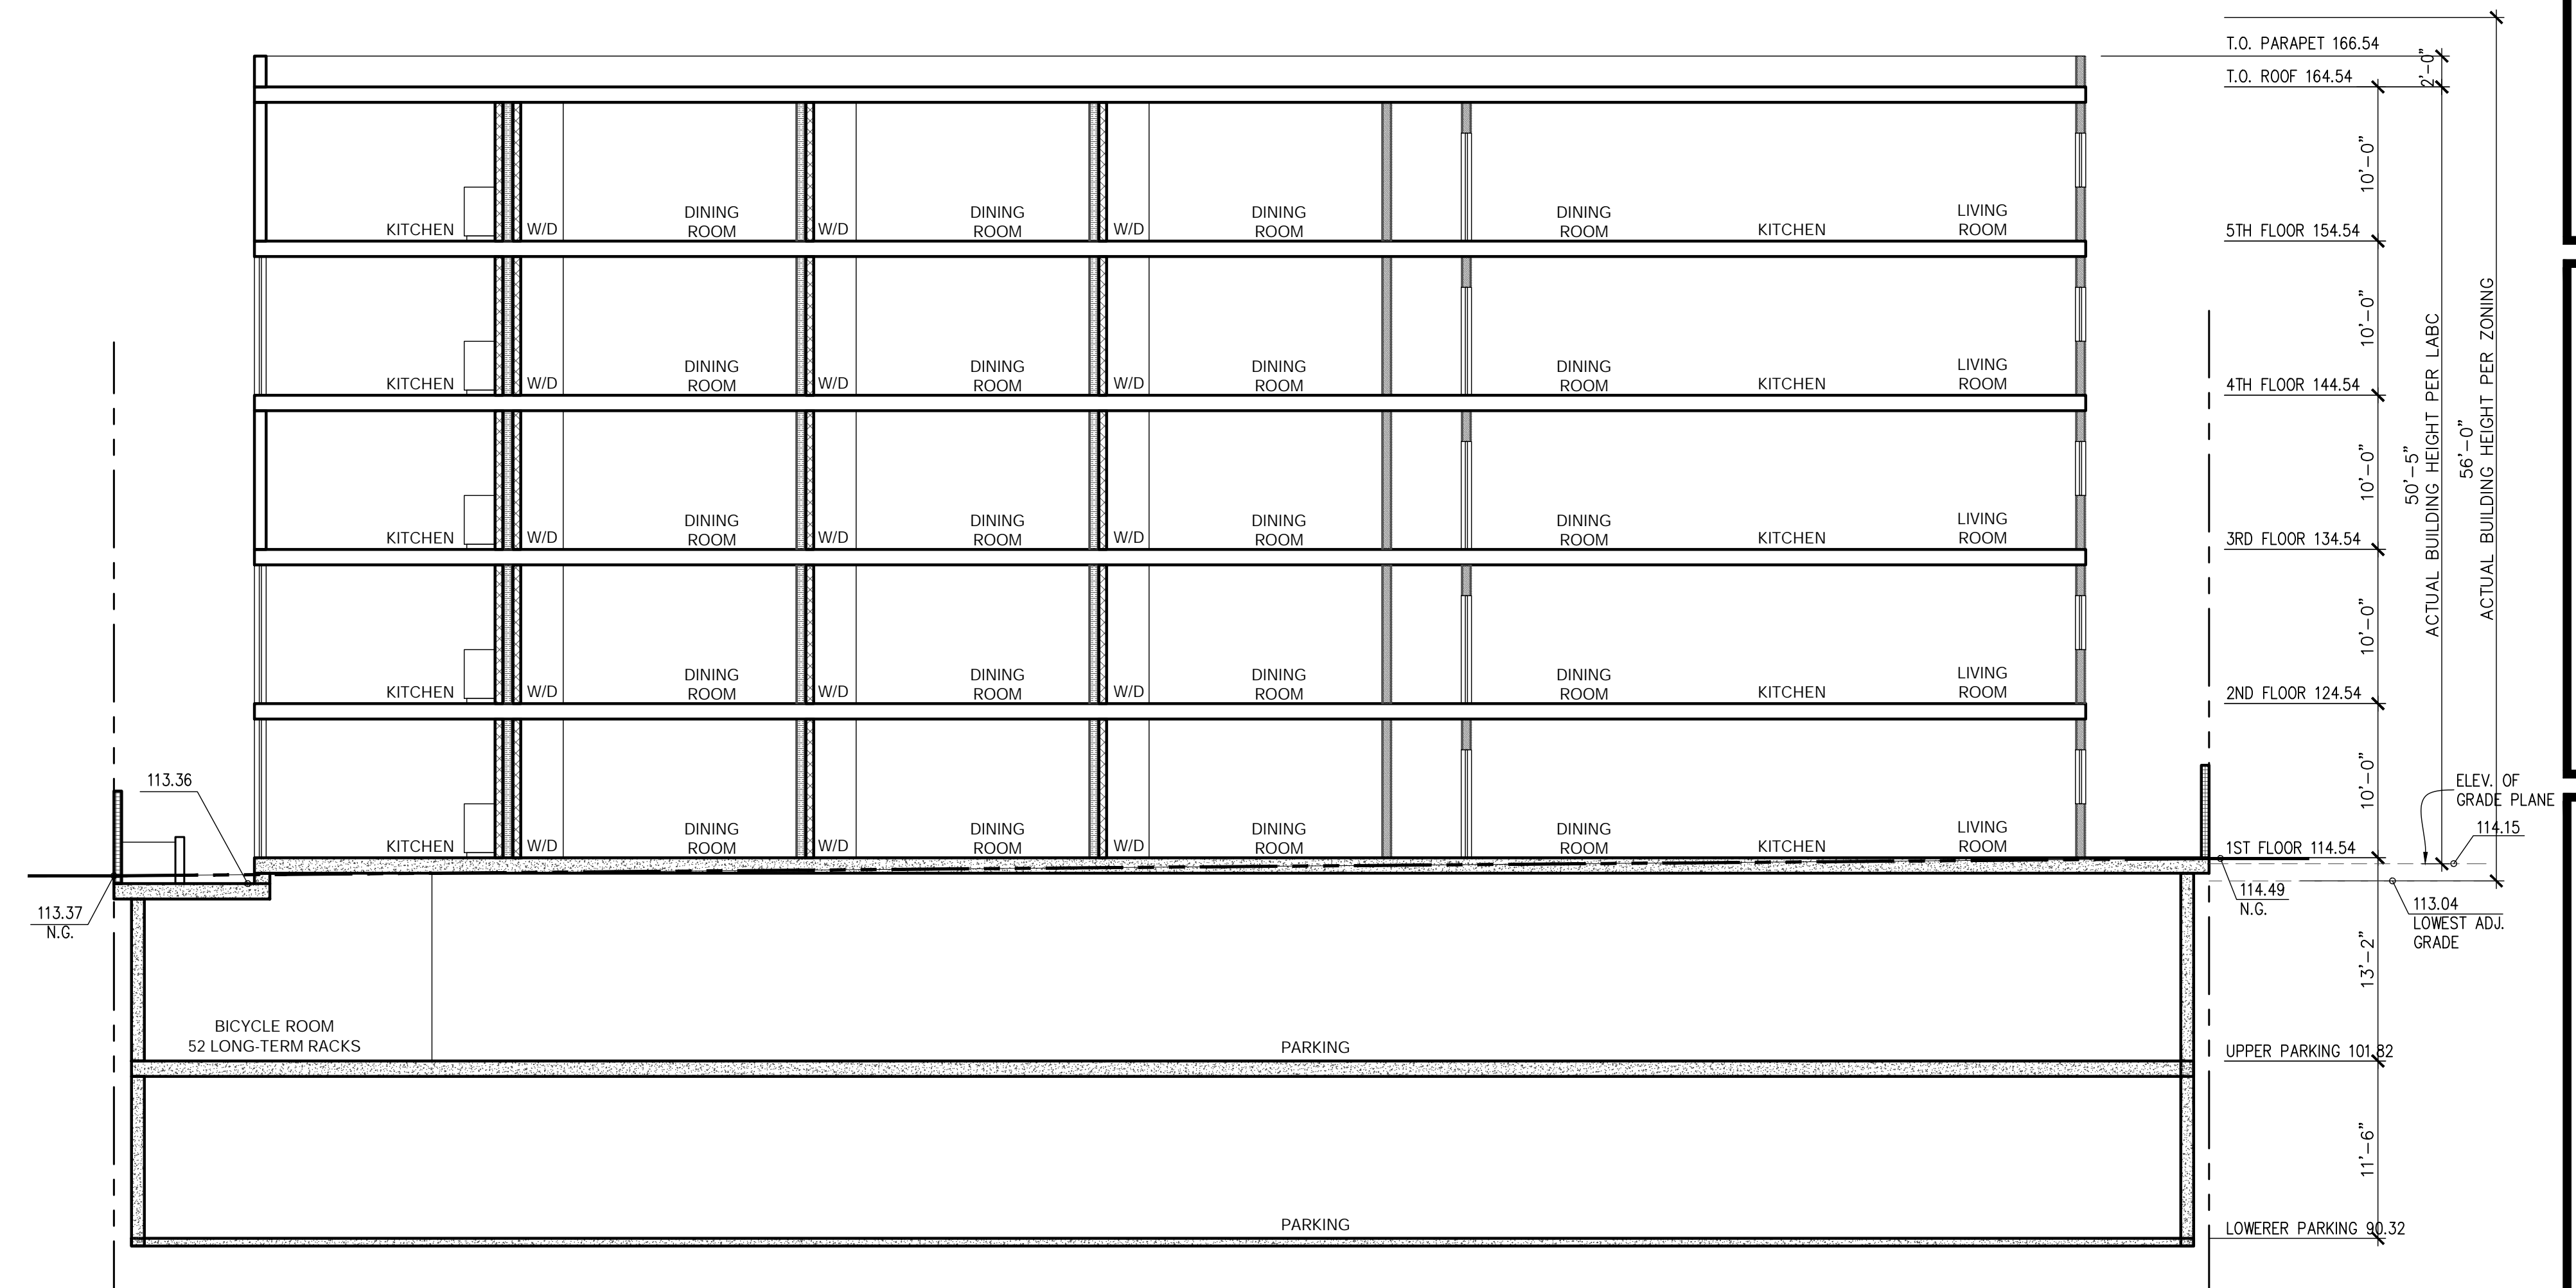 T.O. PARAPET 166.54
2'-0"
T.O. ROOF 164.54
10'-0"
KITCHEN W/D DINING ROOM W/D DINING ROOM W/D DINING ROOM DINING ROOM KITCHEN LIVING ROOM
5TH FLOOR 154.54
10'-0"
KITCHEN W/D DINING ROOM W/D DINING ROOM W/D DINING ROOM DINING ROOM KITCHEN LIVING ROOM
4TH FLOOR 144.54
10'-0"
50'-5"
ACTUAL BUILDING HEIGHT PER LABC
56'-0"
ACTUAL BUILDING HEIGHT PER ZONING
KITCHEN W/D DINING ROOM W/D DINING ROOM W/D DINING ROOM DINING ROOM KITCHEN LIVING ROOM
3RD FLOOR 134.54
10'-0"
KITCHEN W/D DINING ROOM W/D DINING ROOM W/D DINING ROOM DINING ROOM KITCHEN LIVING ROOM
2ND FLOOR 124.54
10'-0"
113.36
ELEV. OF
GRADE PLANE
114.15
KITCHEN W/D DINING ROOM W/D DINING ROOM W/D DINING ROOM DINING ROOM KITCHEN LIVING ROOM
1ST FLOOR 114.54
113.37
N.G.
114.49
N.G.
113.04
LOWEST ADJ.
GRADE
13'-2"
BICYCLE ROOM
52 LONG-TERM RACKS
PARKING
UPPER PARKING 101.82
11'-6"
PARKING
LOWERER PARKING 90.32